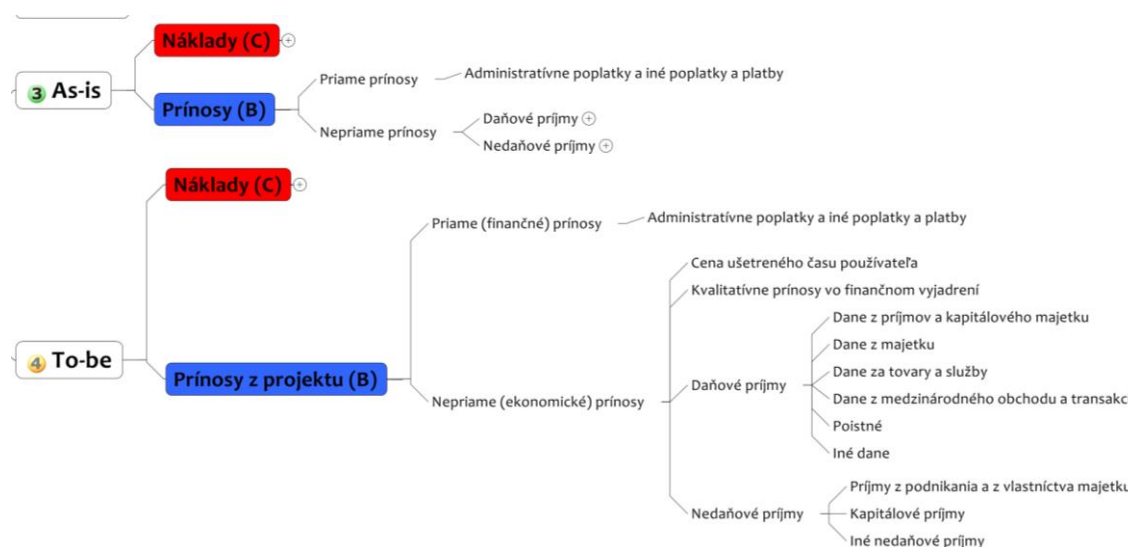 Náklady (C)
3 As-is
Priame prínosy
Administratívne poplatky a iné poplatky a platby
Prínosy (B)
Nepriame prínosy
Daňové príjmy
Nedaňové príjmy
Náklady (C)
Priame (finančné) prínosy
Administratívne poplatky a iné poplatky a platby
Cena ušetreného času používateľa
Kvalitatívne prínosy vo finančnom vyjadrení
4 To-be
Prínosy z projektu (B)
Nepriame (ekonomické) prínosy
Daňové príjmy
Dane z príjmov a kapitálového majetku
Dane z majetku
Dane za tovary a služby
Dane z medzinárodného obchodu a transakc
Poistné
Iné dane
Nedaňové príjmy
Príjmy z podnikania a z vlastníctva majetku
Kapitálové príjmy
Iné nedaňové príjmy